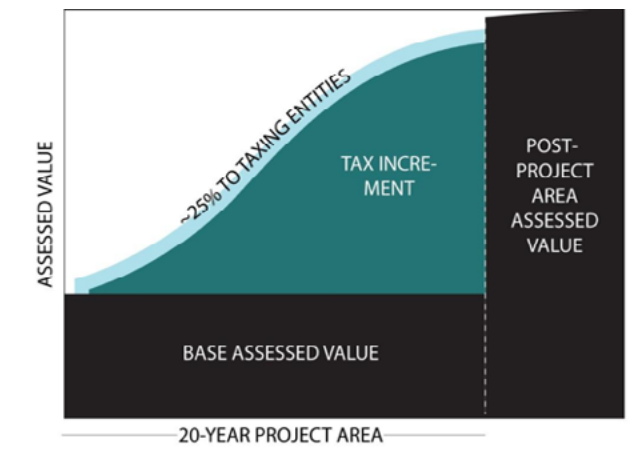 ASSESSED VALUE
~25% TO TAXING ENTITIES
TAX INCRE-
MENT
POST-
PROJECT
AREA
ASSESSED
VALUE
BASE ASSESSED VALUE
20-YEAR PROJECT AREA